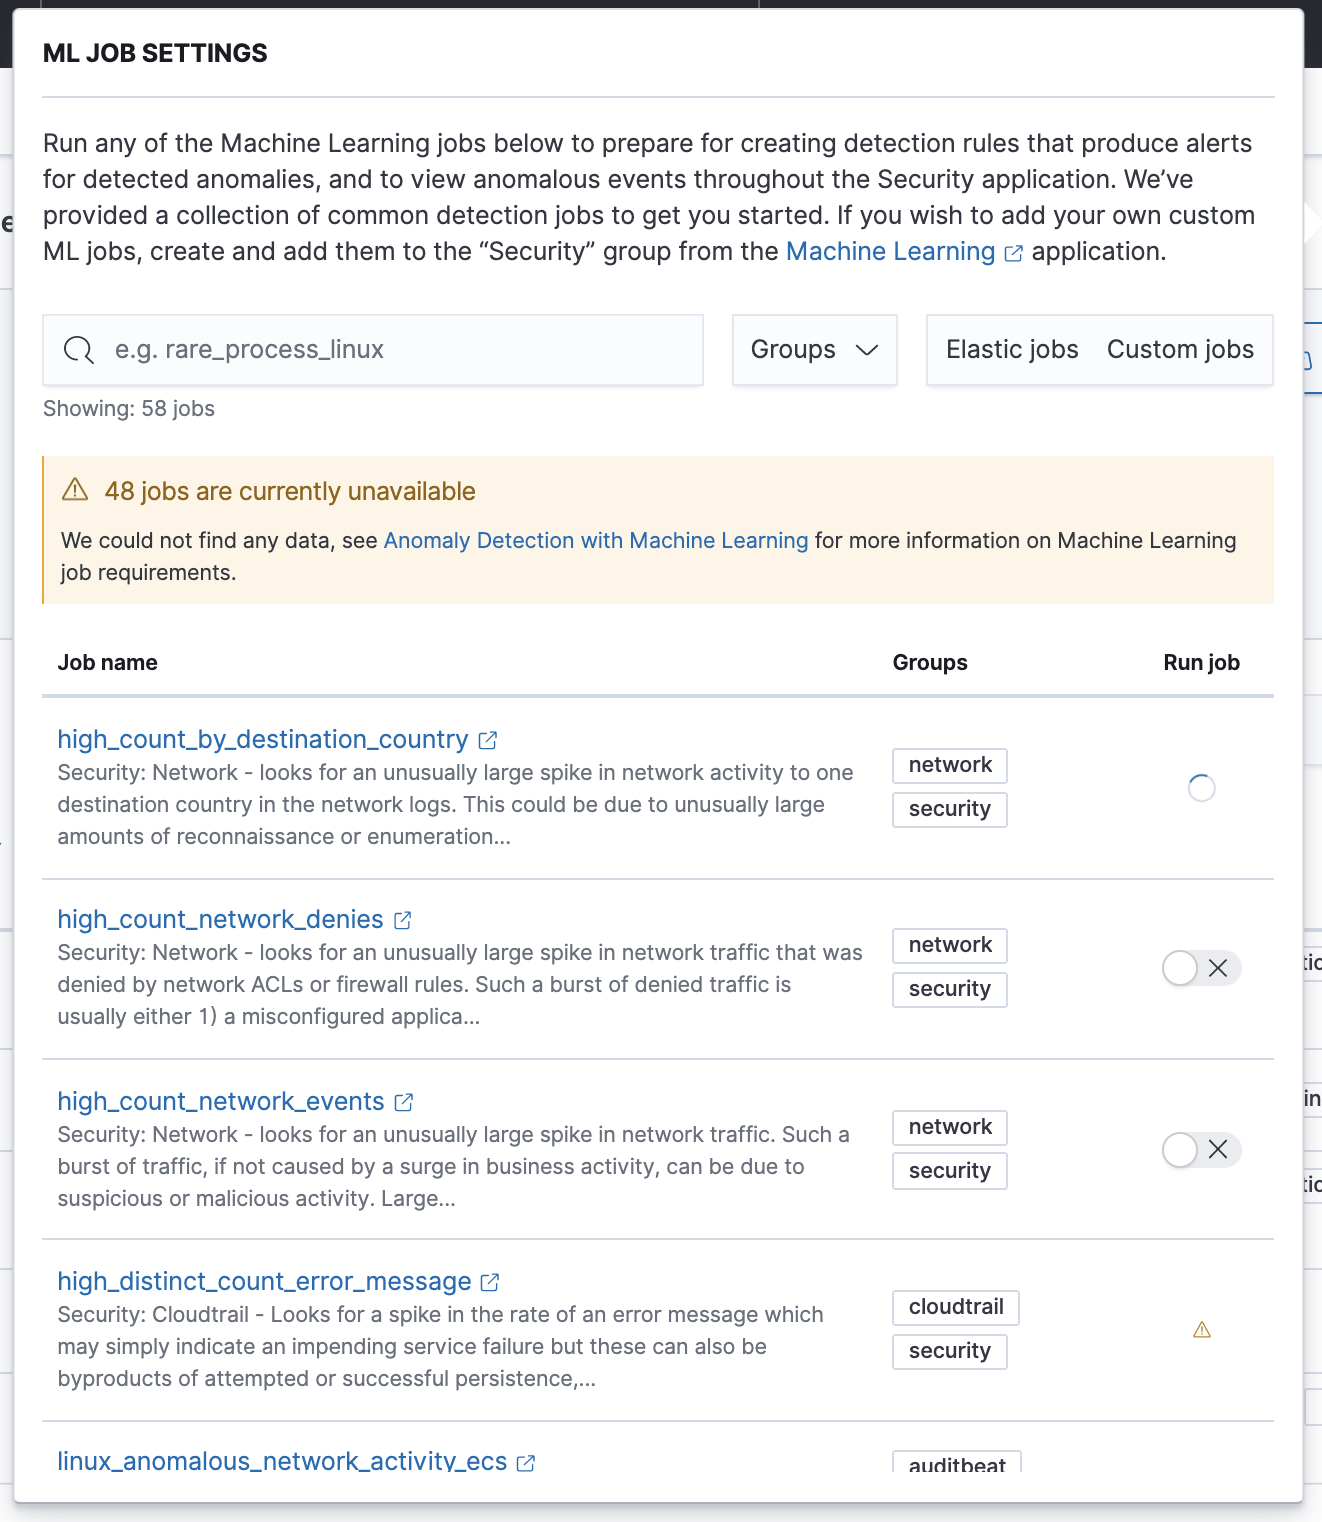 ML JOB SETTINGS
Run any of the Machine Learning jobs below to prepare for creating detection rules that produce alerts
for detected anomalies, and to view anomalous events throughout the Security application. We’ve
provided a collection of common detection jobs to get you started. If you wish to add your own custom
ML jobs, create and add them to the “Security” group from the Machine Learning application.
e.g. rare_process_linux
Groups
Elastic jobs Custom jobs
Showing: 58 jobs
48 jobs are currently unavailable
We could not find any data, see Anomaly Detection with Machine Learning for more information on Machine Learning
job requirements.
Job name Groups Run job
high_count_by_destination_country
Security: Network - looks for an unusually large spike in network activity to one
destination country in the network logs. This could be due to unusually large
amounts of reconnaissance or enumeration...
network
security
high_count_network_denies
Security: Network - looks for an unusually large spike in network traffic that was
denied by network ACLs or firewall rules. Such a burst of denied traffic is
usually either 1) a misconfigured applica...
network
security
high_count_network_events
Security: Network - looks for an unusually large spike in network traffic. Such a
burst of traffic, if not caused by a surge in business activity, can be due to
suspicious or malicious activity. Large...
network
security
high_distinct_count_error_message
Security: Cloudtrail - Looks for a spike in the rate of an error message which
may simply indicate an impending service failure but these can also be
byproducts of attempted or successful persistence,...
cloudtrail
security
linux_anomalous_network_activity_ecs
auditbeat